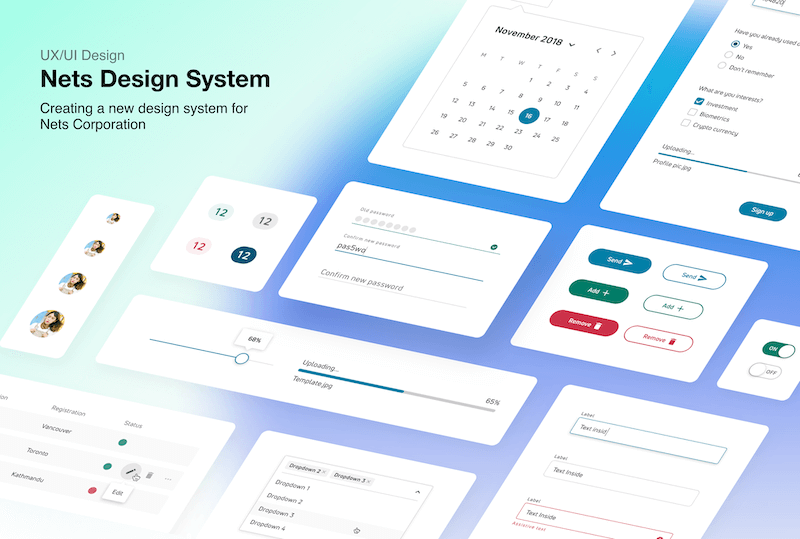 UX/UI Design
Nets Design System
Creating a new design system for
Nets Corporation
November 2018
M T W T F S S
1 2 3 4
5 6 7 8 9 10 11
12 13 14 15 16 17 18
19 20 21 22 23 24 25
26 27 28 29 30
Have you already used
Yes
No
Don't remember
What are you interests?
Investment
Biometrics
Crypto currency
Uploading...
Profile pic.jpg
Sign up
12
12
12
12
Old password
Confirm new password
pas5wo
Confirm new password
Send
Send
Add
Add
Remove
Remove
ON
OFF
68%
Uploading...
Template.jpg
65%
Registration
Status
Vancouver
Toronto
Kathmandu
Edit
Dropdown 2 ×
Dropdown 3 ×
Dropdown 1
Dropdown 2
Dropdown 3
Dropdown 4
Label
Text insid
Text Inside
Label
Text Inside
Assistive text